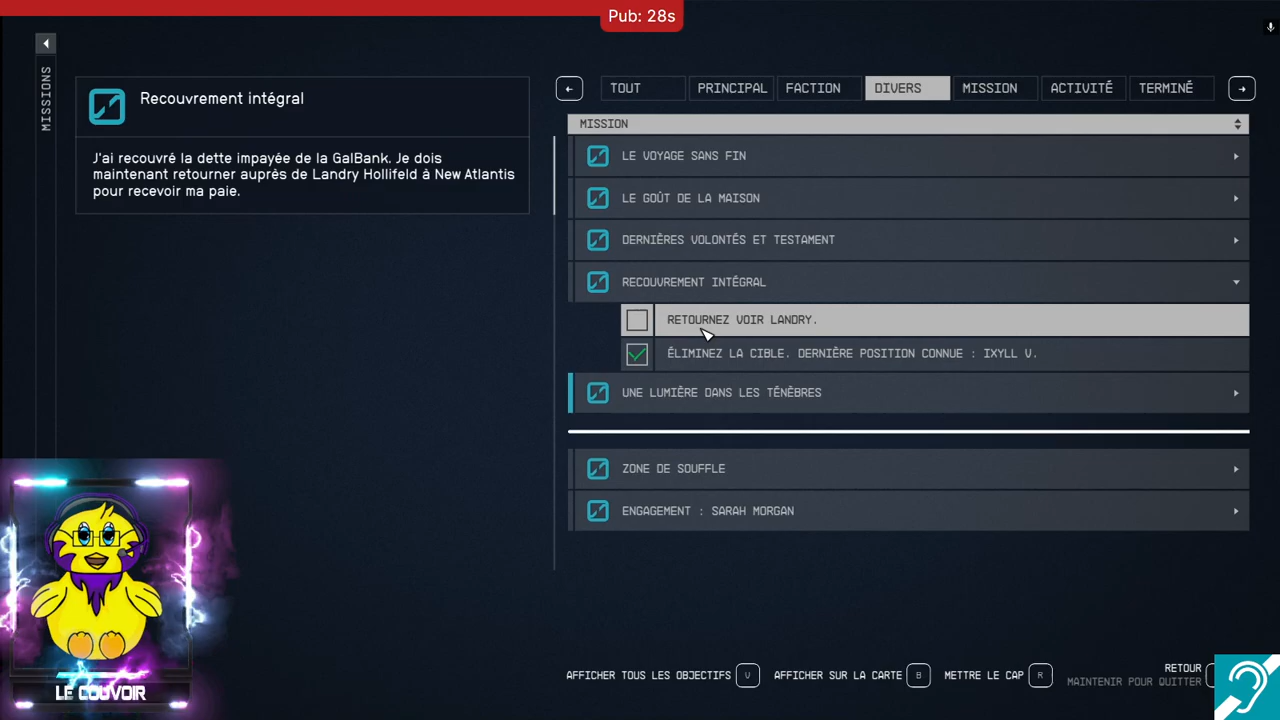 Pub: 28s
MISSIONS
Recouvrement intégral
J'ai recouvré la dette impayée de la GalBank. Je dois
maintenant retourner auprès de Landry Hollifeld à New Atlantis
pour recevoir ma paie.
TOUT
PRINCIPAL
FACTION
DIVERS
MISSION
ACTIVITÉ
TERMINÉ
MISSION
LE VOYAGE SANS FIN
LE GOÛT DE LA MAISON
DERNIÈRES VOLONTÉS ET TESTAMENT
RECOUVREMENT INTÉGRAL
RETOURNEZ VOIR LANDRY.
ÉLIMINEZ LA CIBLE. DERNIÈRE POSITION CONNUE : IXYLL V.
UNE LUMIÈRE DANS LES TÉNÈBRES
ZONE DE SOUFFLE
ENGAGEMENT : SARAH MORGAN
AFFICHER TOUS LES OBJECTIFS V
AFFICHER SUR LA CARTE B
METTRE LE CAP R
RETOUR
MAINTENIR POUR QUITTER
LE COUVOIR